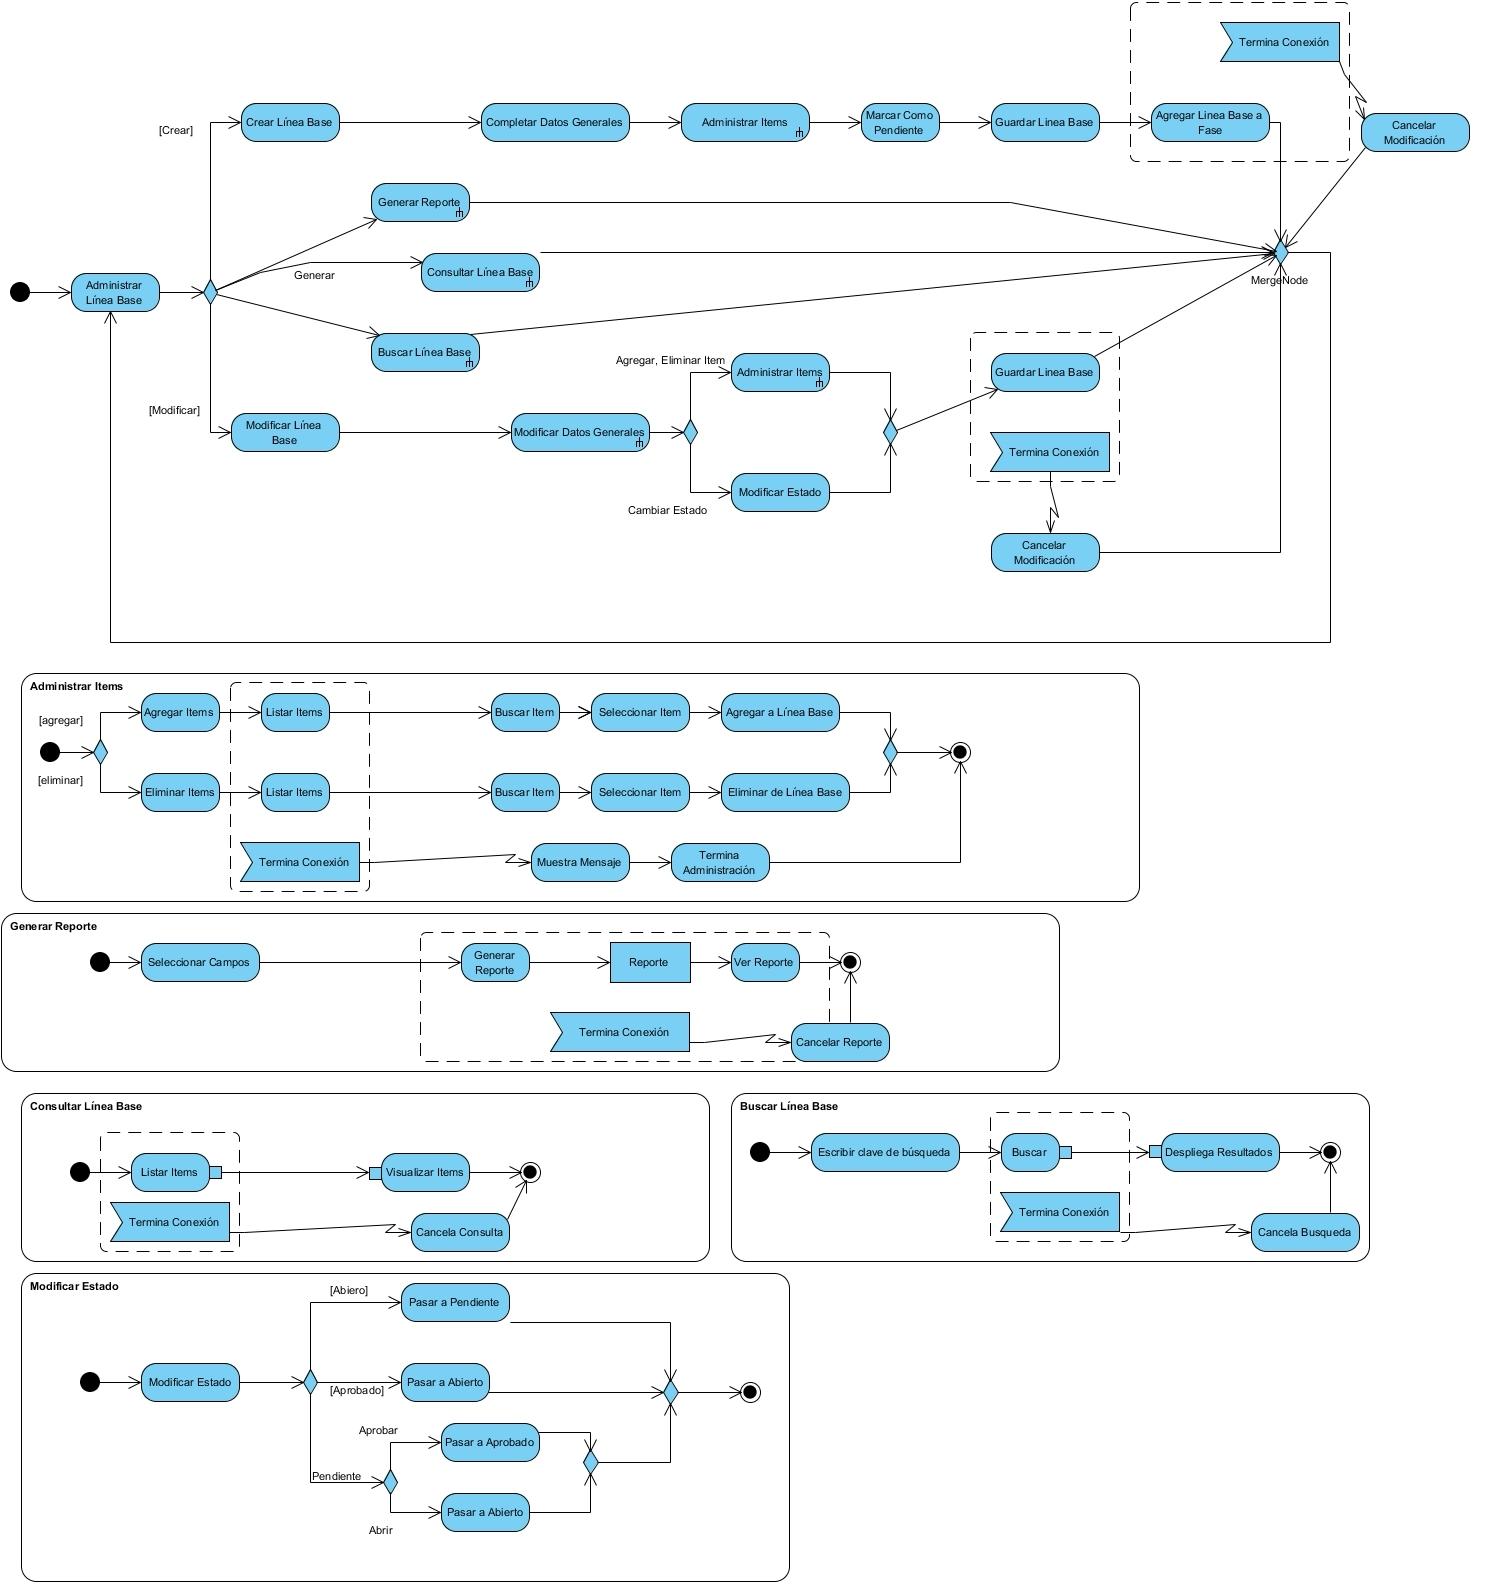 Termina Conexión
[Crear]
Crear Línea Base
Completar Datos Generales
Administrar Items
Marcar Como
Pendiente
Guardar Linea Base
Agregar Linea Base a
Fase
Cancelar
Modificación
Generar Reporte
Generar
Consultar Línea Base
Administrar
Línea Base
MergeNode
Buscar Línea Base
Agregar, Eliminar Item
Administrar Items
Guardar Linea Base
[Modificar]
Modificar Línea
Base
Modificar Datos Generales
Termina Conexión
Modificar Estado
Cambiar Estado
Cancelar
Modificación
Administrar Items
[agregar]
Agregar Items
Listar Items
Buscar Item
Seleccionar Item
Agregar a Línea Base
[eliminar]
Eliminar Items
Listar Items
Buscar Item
Seleccionar Item
Eliminar de Línea Base
Termina Conexión
Muestra Mensaje
Termina
Administración
Generar Reporte
Seleccionar Campos
Generar
Reporte
Reporte
Ver Reporte
Termina Conexión
Cancelar Reporte
Consultar Línea Base
Listar Items
Visualizar Items
Termina Conexión
Cancela Consulta
Buscar Línea Base
Escribir clave de búsqueda
Buscar
Despliega Resultados
Termina Conexión
Cancela Busqueda
Modificar Estado
[Abiero]
Pasar a Pendiente
Modificar Estado
[Aprobado]
Pasar a Abierto
Aprobar
Pasar a Aprobado
Pendiente
Pasar a Abierto
Abrir